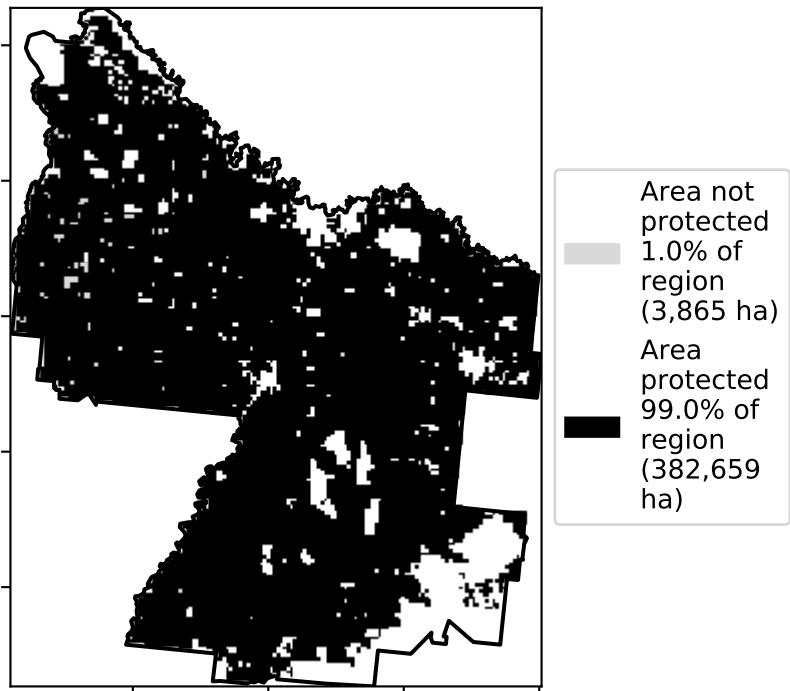 Area not
protected
1.0% of
region
(3,865 ha)
Area
protected
99.0% of
region
(382,659
ha)